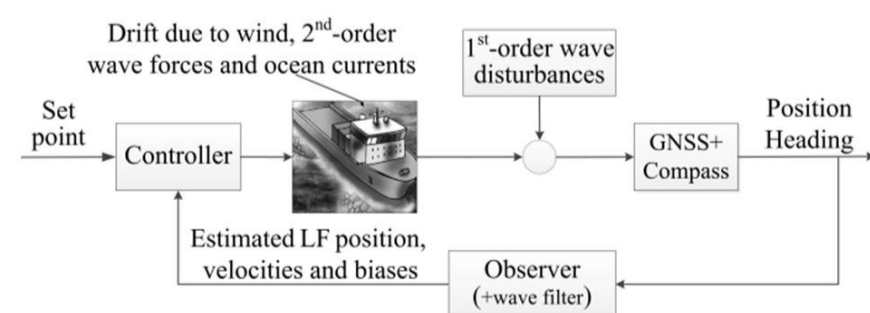 Drift due to wind, 2nd-order
wave forces and ocean currents
1st-order wave
disturbances
Set
point
Controller
GNSS+
Compass
Position
Heading
Estimated LF position,
velocities and biases
Observer
(+wave filter)